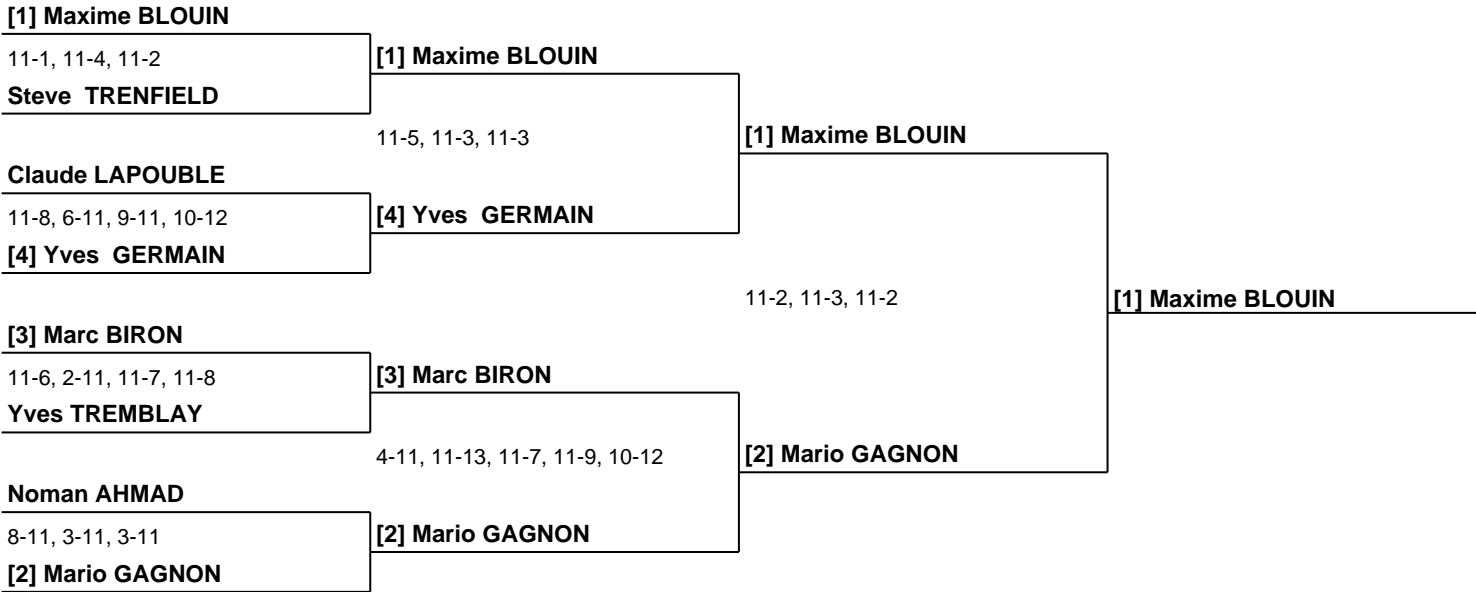 [1] Maxime BLOUIN
11-1, 11-4, 11-2
[1] Maxime BLOUIN
Steve  TRENFIELD
11-5, 11-3, 11-3
[1] Maxime BLOUIN
Claude LAPOUBLE
11-8, 6-11, 9-11, 10-12
[4] Yves  GERMAIN
[4] Yves  GERMAIN
11-2, 11-3, 11-2
[1] Maxime BLOUIN
[3] Marc BIRON
11-6, 2-11, 11-7, 11-8
[3] Marc BIRON
Yves TREMBLAY
4-11, 11-13, 11-7, 11-9, 10-12
[2] Mario GAGNON
Noman AHMAD
8-11, 3-11, 3-11
[2] Mario GAGNON
[2] Mario GAGNON